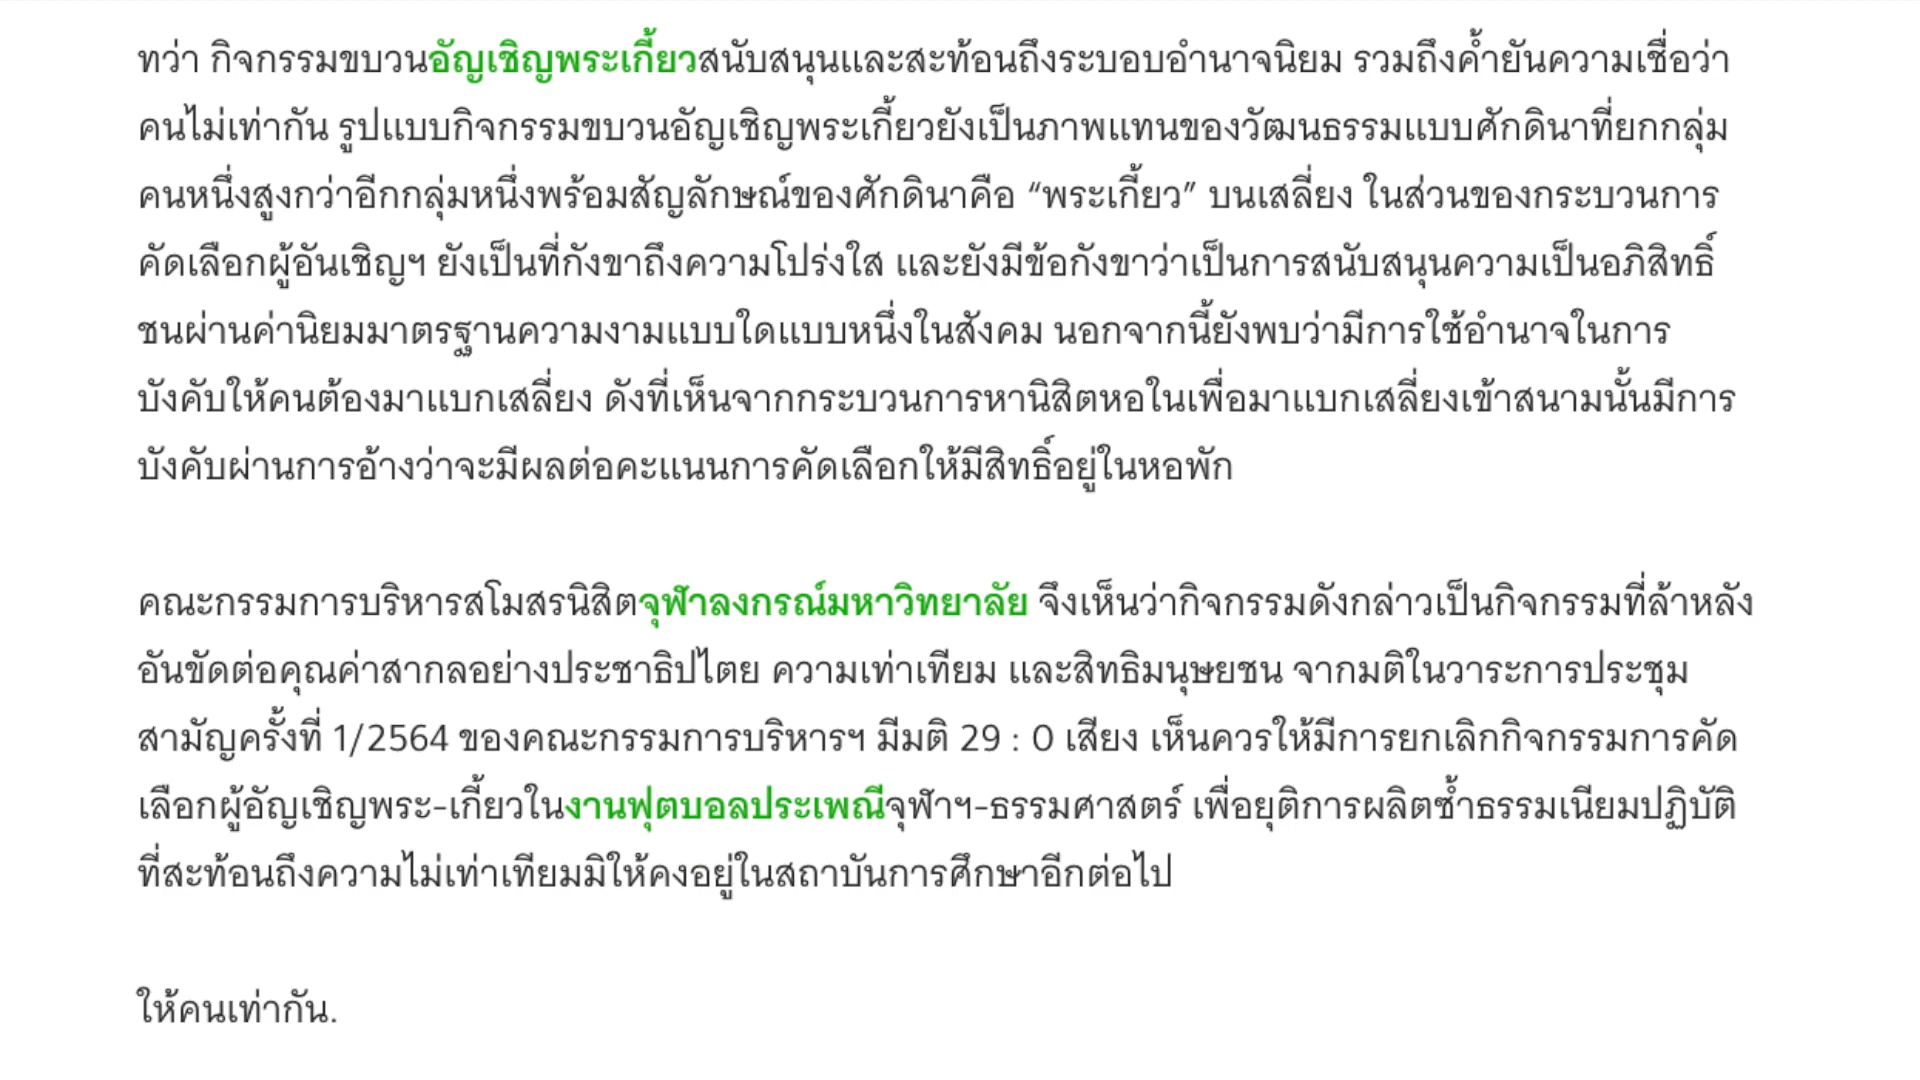 ทว่า กิจกรรมขบวนอัญเชิญพระเกี้ยวสนับสนุนและสะท้อนถึงระบอบอำนาจนิยม รวมถึงค้ำยันความเชื่อว่า
คนไม่เท่ากัน รูปแบบกิจกรรมขบวนอัญเชิญพระเกี้ยวยังเป็นภาพแทนของวัฒนธรรมแบบศักดินาที่ยกกลุ่ม
คนหนึ่งสูงกว่าอีกกลุ่มหนึ่งพร้อมสัญลักษณ์ของศักดินาคือ “พระเกี้ยว” บนเสลี่ยง ในส่วนของกระบวนการ
คัดเลือกผู้อันเชิญฯ ยังเป็นที่กังขาถึงความโปร่งใส และยังมีข้อกังขาว่าเป็นการสนับสนุนความเป็นอภิสิทธิ์
ชนผ่านค่านิยมมาตรฐานความงามแบบใดแบบหนึ่งในสังคม นอกจากนี้ยังพบว่ามีการใช้อำนาจในการ
บังคับให้คนต้องมาแบกเสลี่ยง ดังที่เห็นจากกระบวนการหานิสิตหอในเพื่อมาแบกเสลี่ยงเข้าสนามนั้นมีการ
บังคับผ่านการอ้างว่าจะมีผลต่อคะแนนการคัดเลือกให้มีสิทธิ์อยู่ในหอพัก
คณะกรรมการบริหารสโมสรนิสิตจุฬาลงกรณ์มหาวิทยาลัย จึงเห็นว่ากิจกรรมดังกล่าวเป็นกิจกรรมที่ล้าหลัง
อันขัดต่อคุณค่าสากลอย่างประชาธิปไตย ความเท่าเทียม และสิทธิมนุษยชน จากมติในวาระการประชุม
สามัญครั้งที่ 1/2564 ของคณะกรรมการบริหารฯ มีมติ 29 : 0 เสียง เห็นควรให้มีการยกเลิกกิจกรรมการคัด
เลือกผู้อัญเชิญพระ-เกี้ยวในงานฟุตบอลประเพณีจุฬาฯ-ธรรมศาสตร์ เพื่อยุติการผลิตซ้ำธรรมเนียมปฏิบัติ
ที่สะท้อนถึงความไม่เท่าเทียมมิให้คงอยู่ในสถาบันการศึกษาอีกต่อไป
ให้คนเท่ากัน.